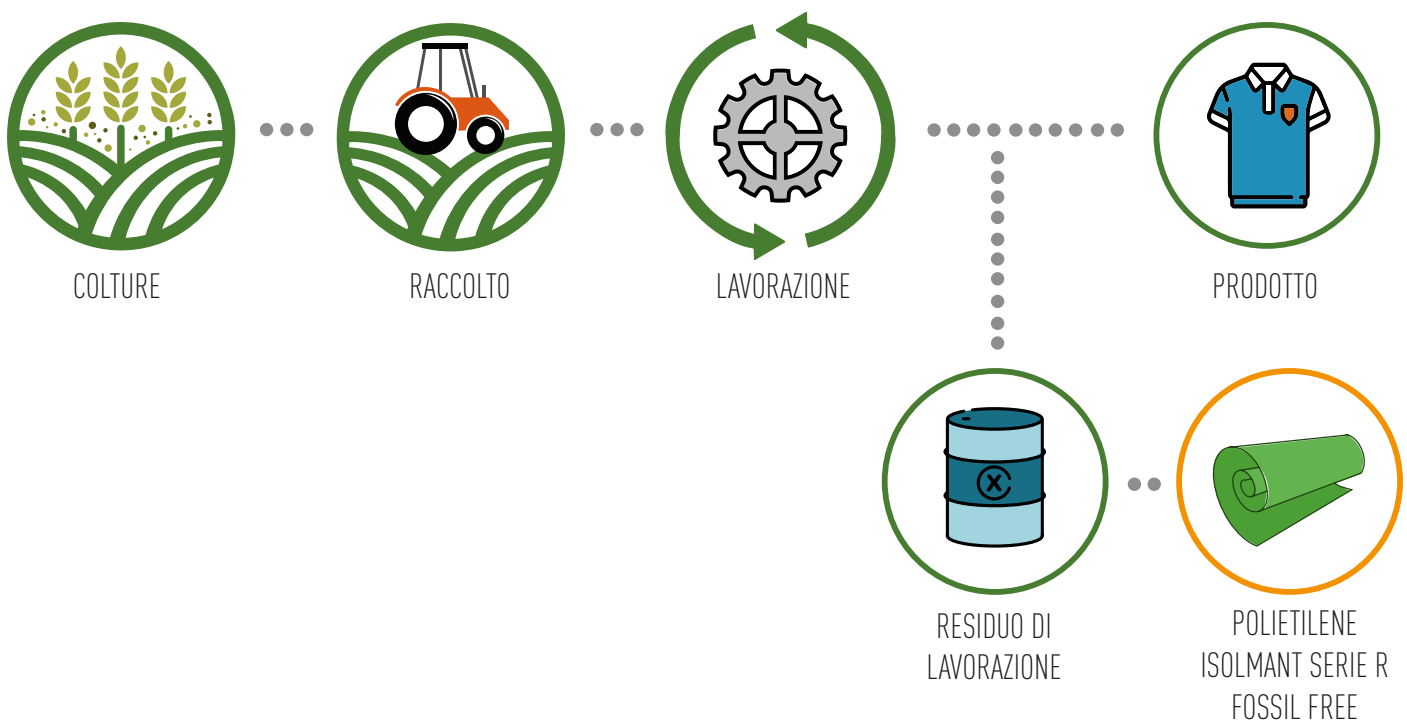 COLTURE
RACCOLTO
LAVORAZIONE
PRODOTTO
X
RESIDUO DI
LAVORAZIONE
POLIETILENE
ISOLMANT SERIE R
FOSSIL FREE